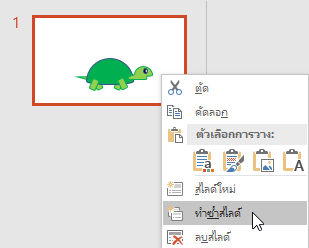 1
ตัด
คัดลอก
ตัวเลือกการวาง:
a
A
สไลด์ใหม่
ทำซ้ำสไลด์
ลบสไลด์